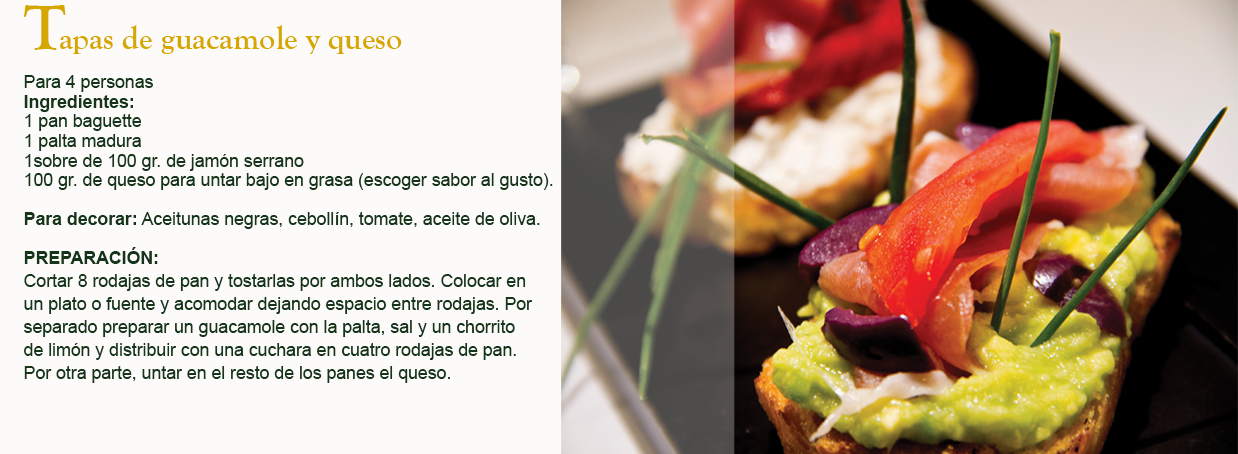 Tapas de guacamole y queso
Para 4 personas
Ingredientes:
1 pan baguette
1 palta madura
1sobre de 100 gr. de jamón serrano
100 gr. de queso para untar bajo en grasa (escoger sabor al gusto).
Para decorar: Aceitunas negras, cebollín, tomate, aceite de oliva.
PREPARACIÓN:
Cortar 8 rodajas de pan y tostarlas por ambos lados. Colocar en
un plato o fuente y acomodar dejando espacio entre rodajas. Por
separado preparar un guacamole con la palta, sal y un chorrito
de limón y distribuir con una cuchara en cuatro rodajas de pan.
Por otra parte, untar en el resto de los panes el queso.